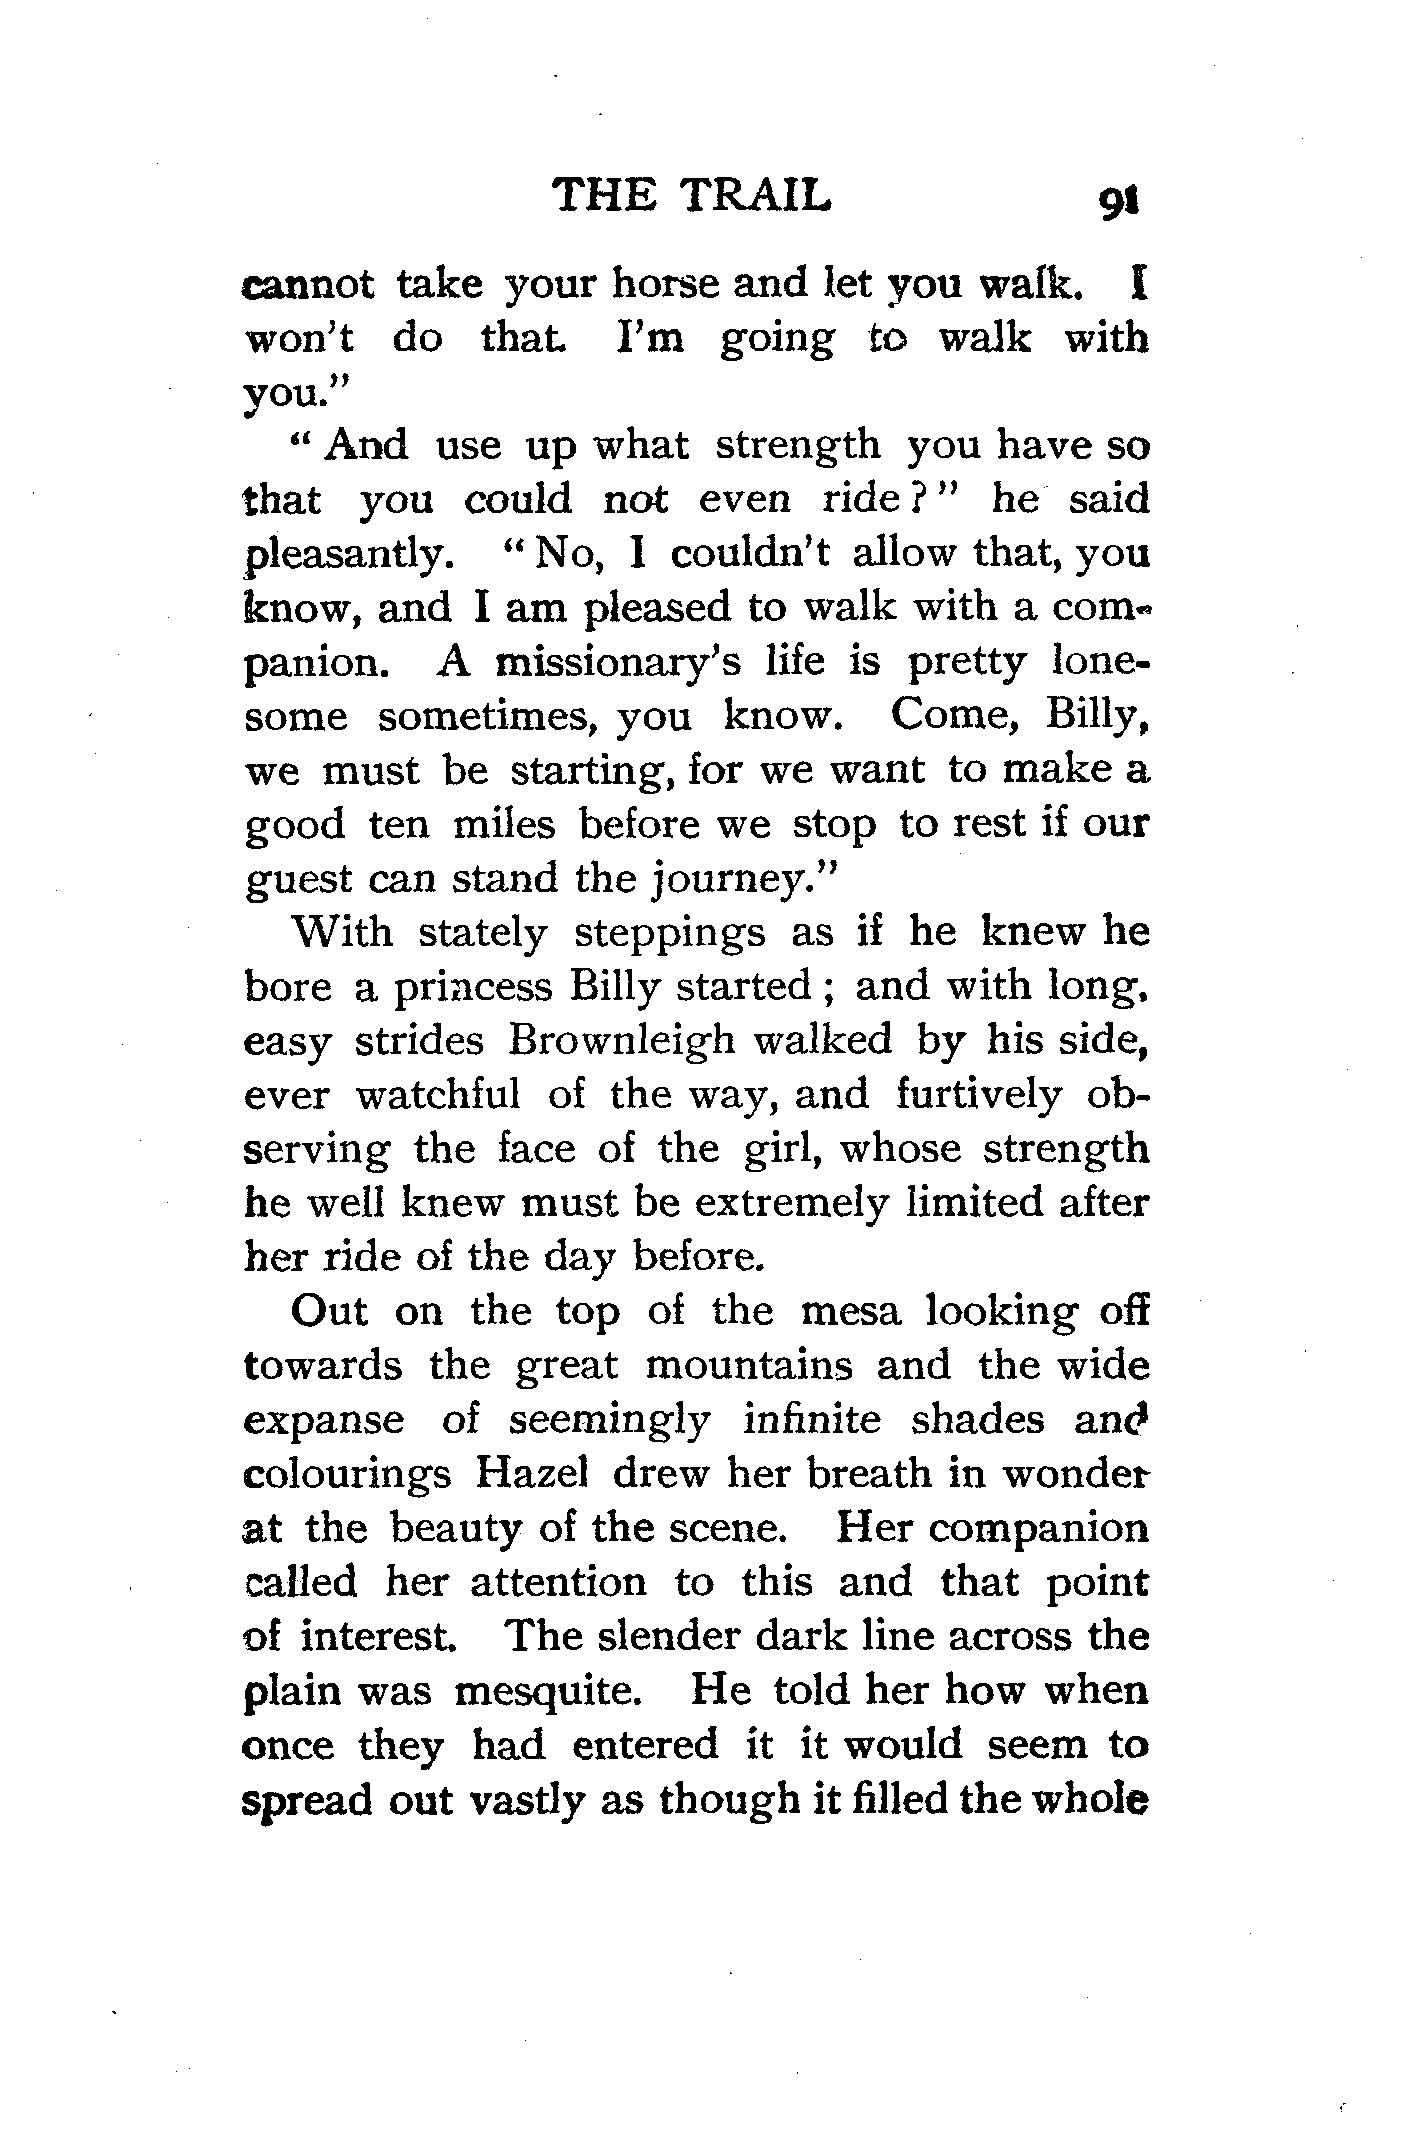 THE TRAIL 91
cannot take your horse and let you walk. I
won't do that. I'm going to walk with
you."
" And use up what strength you have so
that you could not even ride ? " he said
pleasantly. " No, I couldn't allow that, you
know, and I am pleased to walk with a com-
panion. A missionary's life is pretty lone-
some sometimes, you know. Come, Billy,
we must be starting, for we want to make a
good ten miles before we stop to rest if our
guest can stand the journey."
With stately steppings as if he knew he
bore a princess Billy started ; and with long,
easy strides Brownleigh walked by his side,
ever watchful of the way, and furtively ob-
serving the face of the girl, whose strength
he well knew must be extremely limited after
her ride of the day before.
Out on the top of the mesa looking off
towards the great mountains and the wide
expanse of seemingly infinite shades and
colourings Hazel drew her breath in wonder
at the beauty of the scene. Her companion
called her attention to this and that point
of interest. The slender dark line across the
plain was mesquite. He told her how when
once they had entered it it would seem to
spread out vastly as though it filled the whole